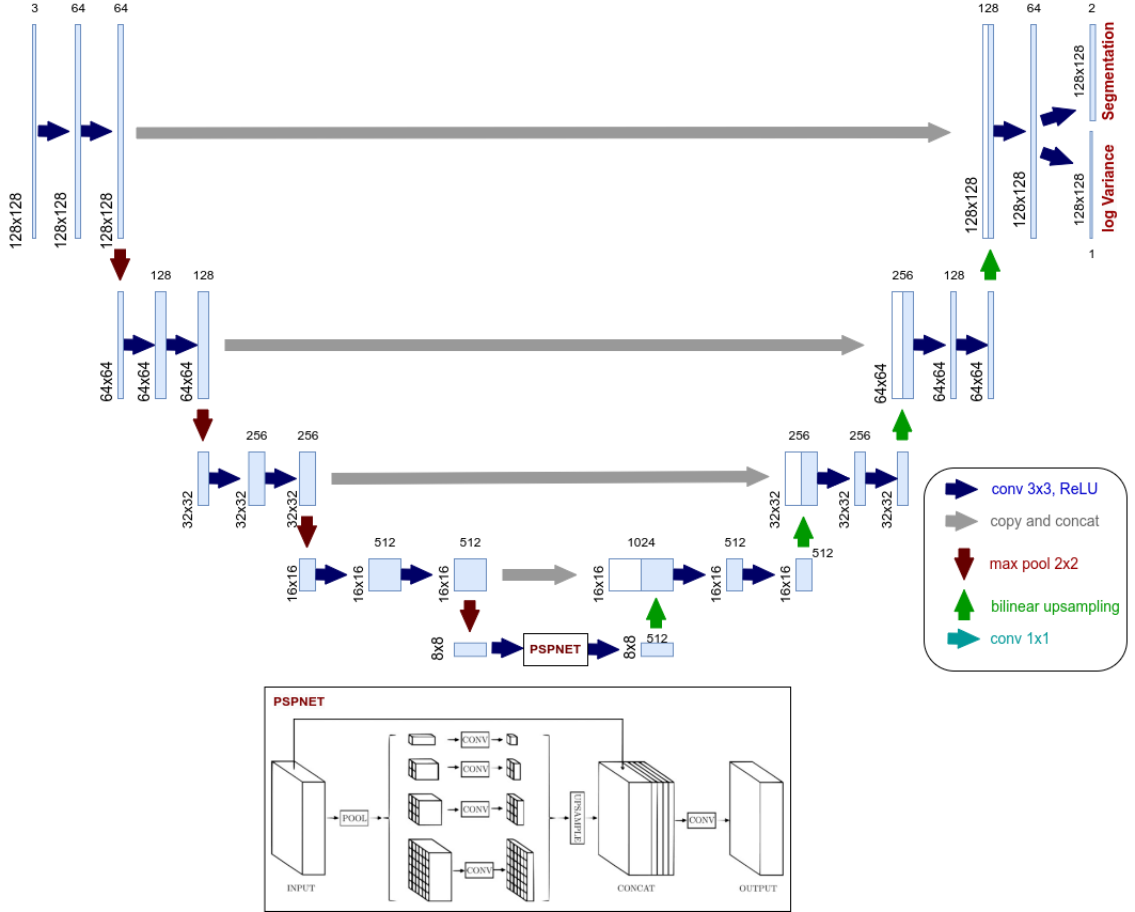 3
64
64
128
64
2
128x128
128x128
128x128
128x128
128x128
128x128
Segmentation
128x128
log Variance
1
128
128
256
128
64x64
64x64
64x64
64x64
64x64
64x64
256
256
256
256
32x32
32x32
32x32
32x32
32x32
32x32
512
512
1024
512
512
16x16
16x16
16x16
16x16
16x16
16x16
8x8
PSPNET
8x8
512
conv 3x3, ReLU
copy and concat
max pool 2x2
bilinear upsampling
conv 1x1
PSPNET
CONV
CONV
POOL
CONV
UPSAMPLE
CONV
CONV
INPUT
CONCAT
OUTPUT